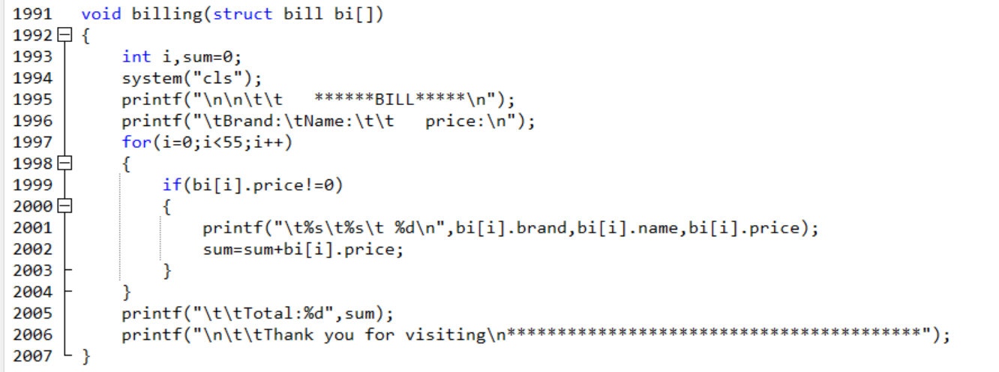 1991 void billing(struct bill bi[])
1992 {
1993 int i,sum=0;
1994 system("cls");
1995 printf("\n\n\t\t   ******BILL*****\n");
1996 printf("\tBrand:\tName:\t\t   price:\n");
1997 for(i=0;i<55;i++)
1998 {
1999 if(bi[i].price!=0)
2000 {
2001 printf("\t%s\t%s\t %d\n",bi[i].brand,bi[i].name,bi[i].price);
2002 sum=sum+bi[i].price;
2003 }
2004 }
2005 printf("\t\tTotal:%d",sum);
2006 printf("\n\t\tThank you for visiting\n*****************************************");
2007 }